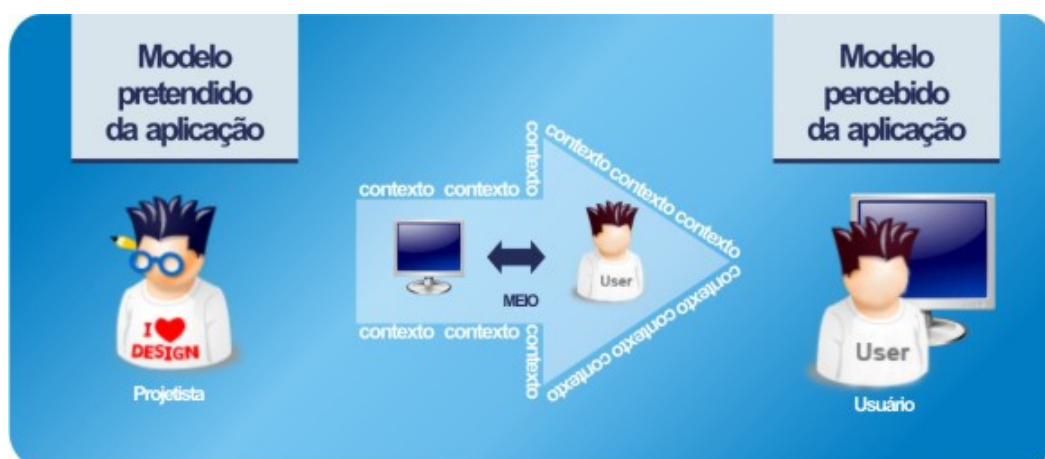 Modelo
pretendido
da aplicação
I
DESIGN
Projetista
contexto contexto
contexto
contexto contexto contexto
MEIO
User
contexto contexto
contexto
contexto contexto contexto
Modelo
percebido
da aplicação
User
Usuário